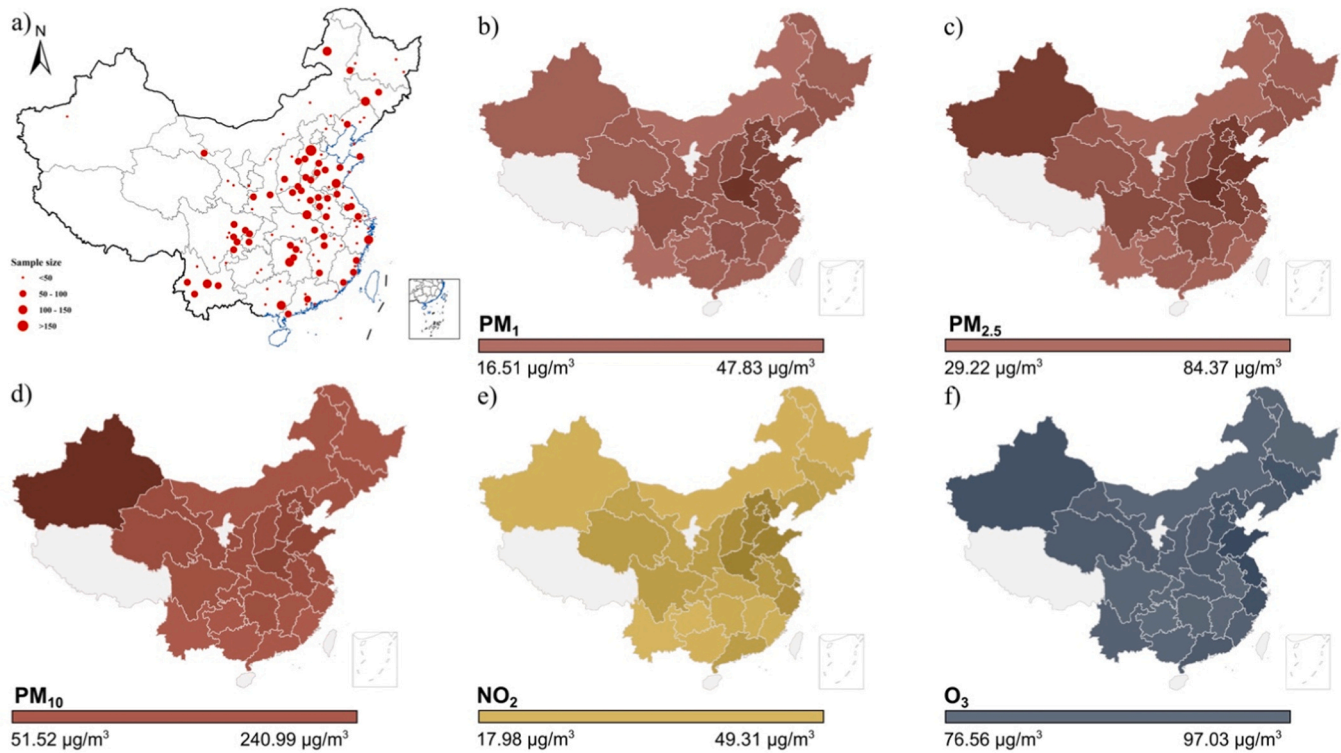 a)
N
Sample size
<50
50 - 100
100 - 150
>150
b)
PM₁
16.51 µg/m³ 47.83 µg/m³
c)
PM₂.₅
29.22 µg/m³ 84.37 µg/m³
d)
PM₁₀
51.52 µg/m³ 240.99 µg/m³
e)
NO₂
17.98 µg/m³ 49.31 µg/m³
f)
O₃
76.56 µg/m³ 97.03 µg/m³